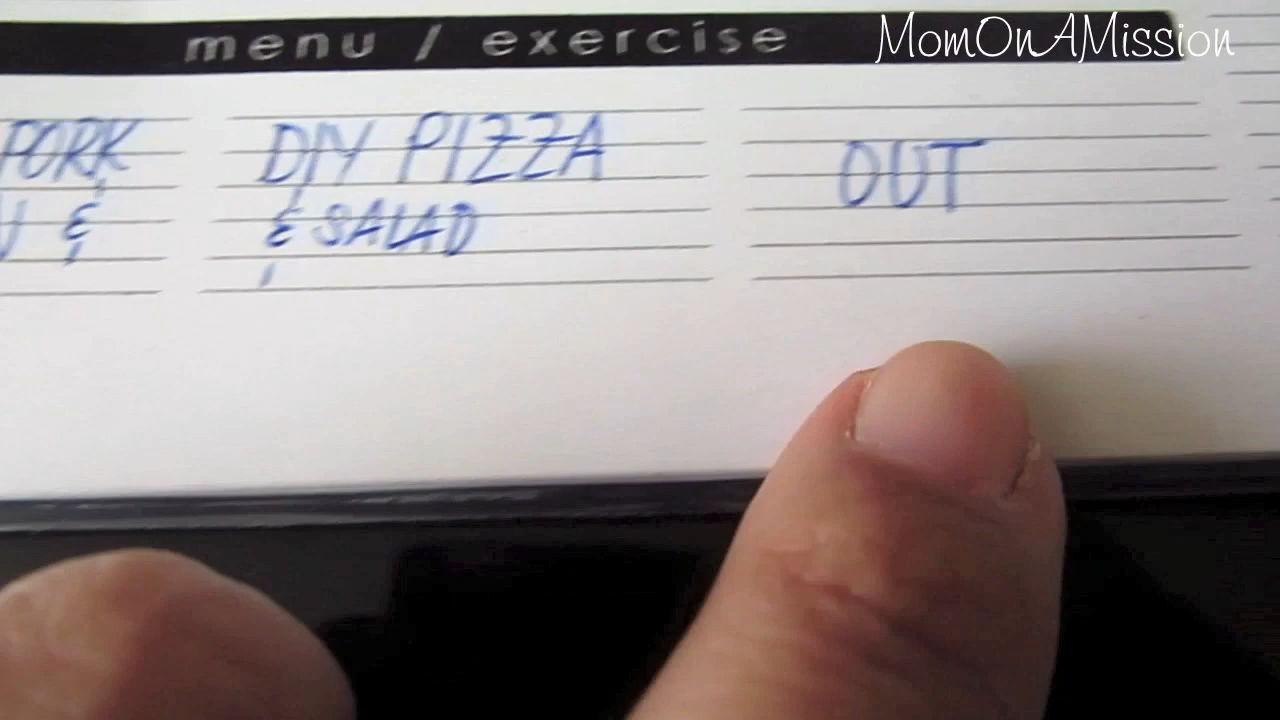 MomOnAMission
menu / exercise
PORK
&
DIY PIZZA
& SALAD
OUT